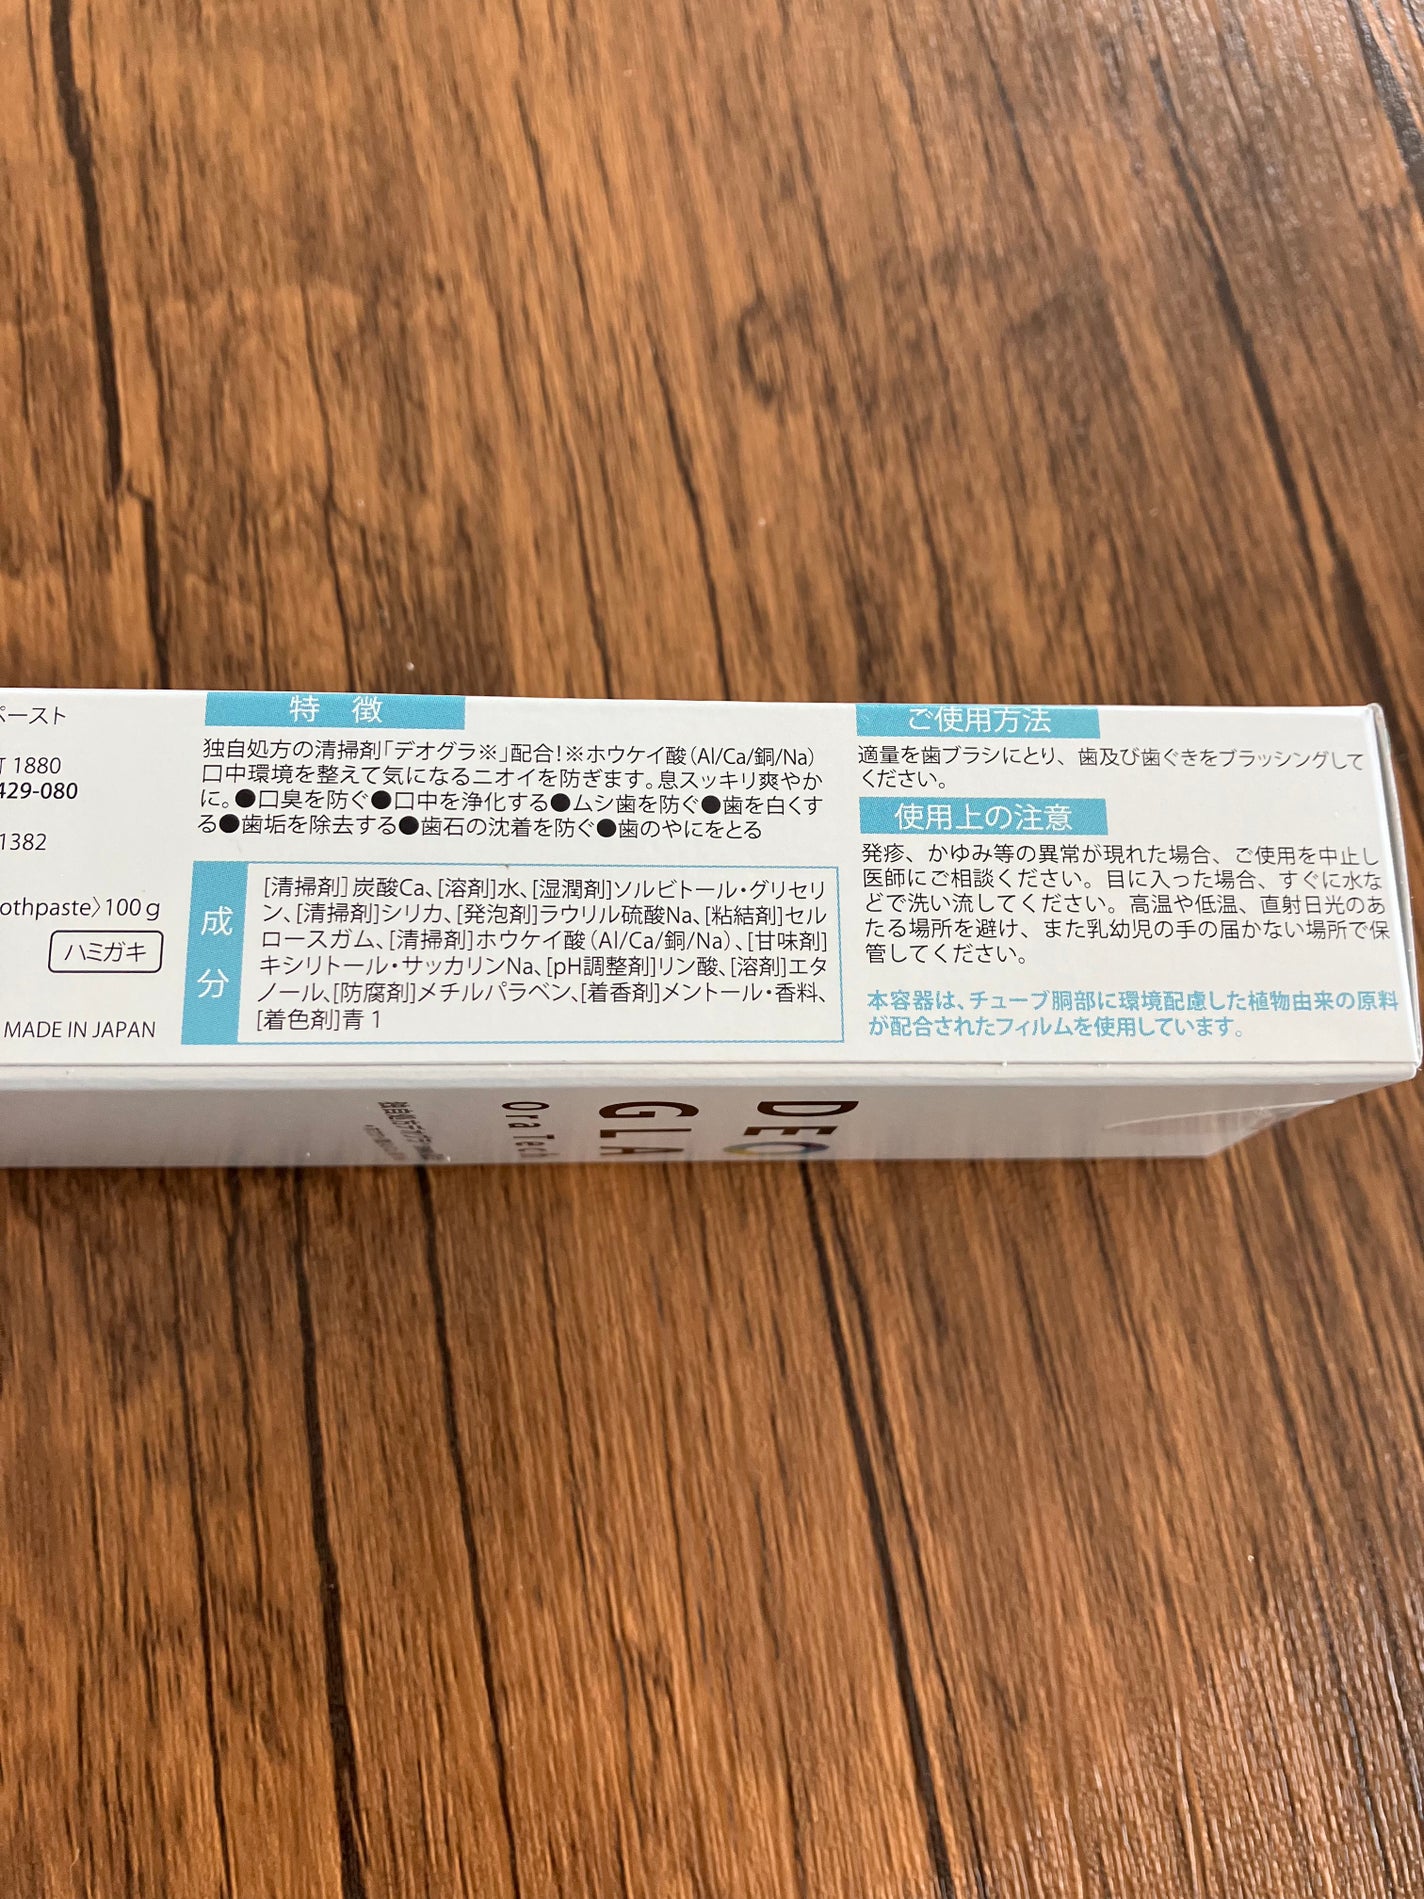 ペースト
1880
429-080
1382
othpaste〉100g
ハミガキ
MADE IN JAPAN
特 徴
独自処方の清掃剤「デオグラ※」配合!※ホウケイ酸(Al/Ca/銅/Na)
口中環境を整えて気になるニオイを防ぎます。息スッキリ爽やか
に。●口臭を防ぐ●口中を浄化する●ムシ歯を防ぐ●歯を白くす
る●歯垢を除去する●歯石の沈着を防ぐ●歯のやにをとる
成分
[清掃剤]炭酸Ca、[溶剤]水、[湿潤剤]ソルビトール・グリセリ
ン、[清掃剤]シリカ、[発泡剤]ラウリル硫酸Na、[粘結剤]セル
ロースガム、[清掃剤]ホウケイ酸(Al/Ca/銅/Na)、[甘味剤]
キシリトール・サッカリンNa、[pH調整剤]リン酸、[溶剤]エタ
ノール、[防腐剤]メチルパラベン、[着香剤]メントール・香料、
[着色剤]青1
ご使用方法
適量を歯ブラシにとり、歯及び歯ぐきをブラッシングして
ください。
使用上の注意
発疹、かゆみ等の異常が現れた場合、ご使用を中止し
医師にご相談ください。目に入った場合、すぐに水な
どで洗い流してください。高温や低温、直射日光のあ
たる場所を避け、また乳幼児の手の届かない場所で保
管してください。
本容器は、チューブ胴部に環境配慮した植物由来の原料
が配合されたフィルムを使用しています。
DEO
GLA
Ora Tech